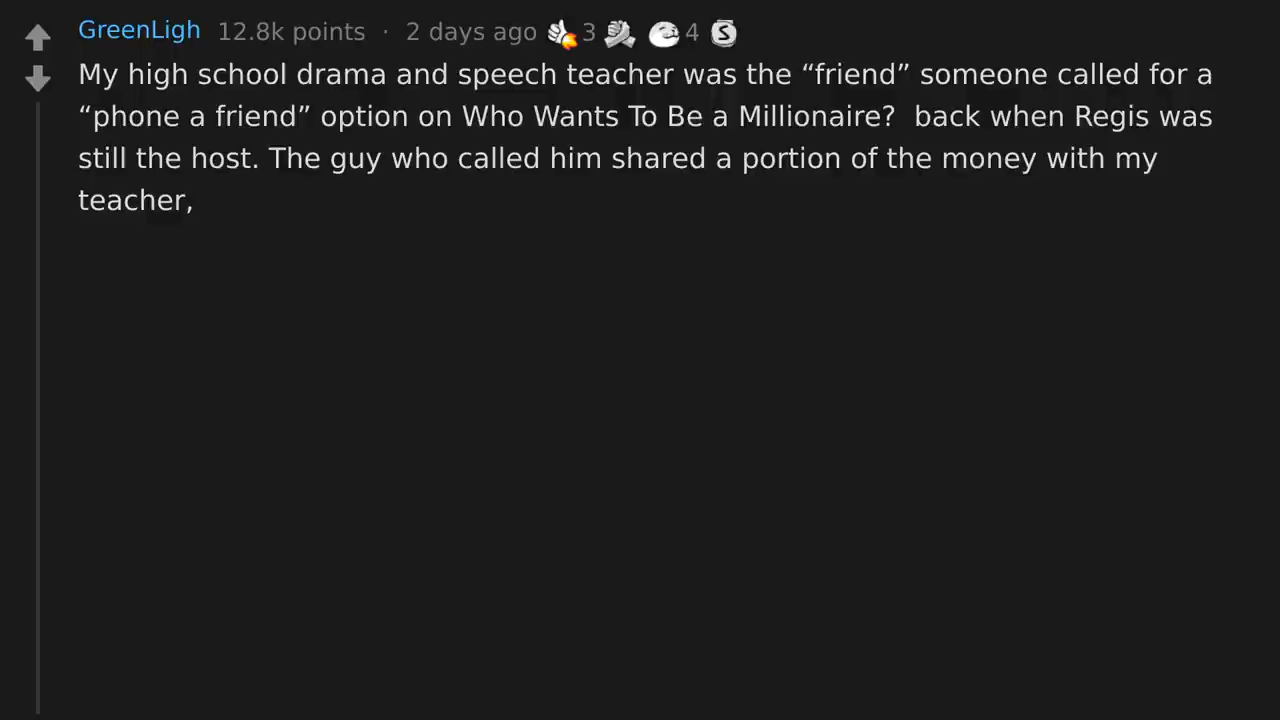 GreenLigh 12.8k points · 2 days ago 3 4 S
My high school drama and speech teacher was the “friend” someone called for a
“phone a friend” option on Who Wants To Be a Millionaire?  back when Regis was
still the host. The guy who called him shared a portion of the money with my
teacher,